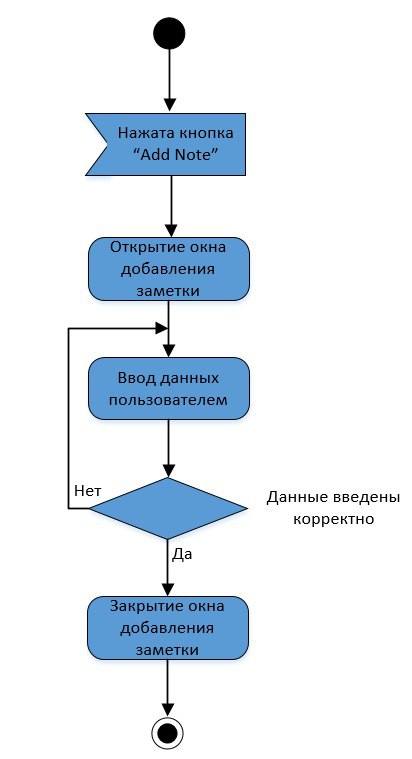 Нажата кнопка
“Add Note”
Открытие окна
добавления
заметки
Ввод данных
пользователем
Нет
Данные введены
корректно
Да
Закрытие окна
добавления
заметки